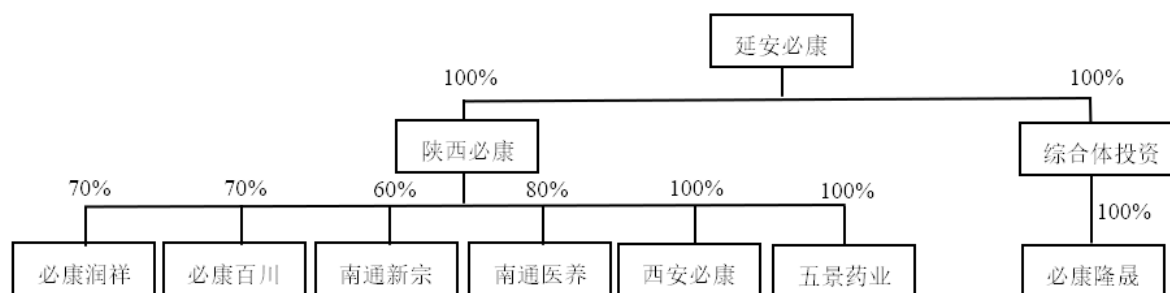 延安必康
100%
100%
陕西必康
综合体投资
70%
70%
60%
80%
100%
100%
100%
必康润祥
必康百川
南通新宗
南通医养
西安必康
五景药业
必康隆晟